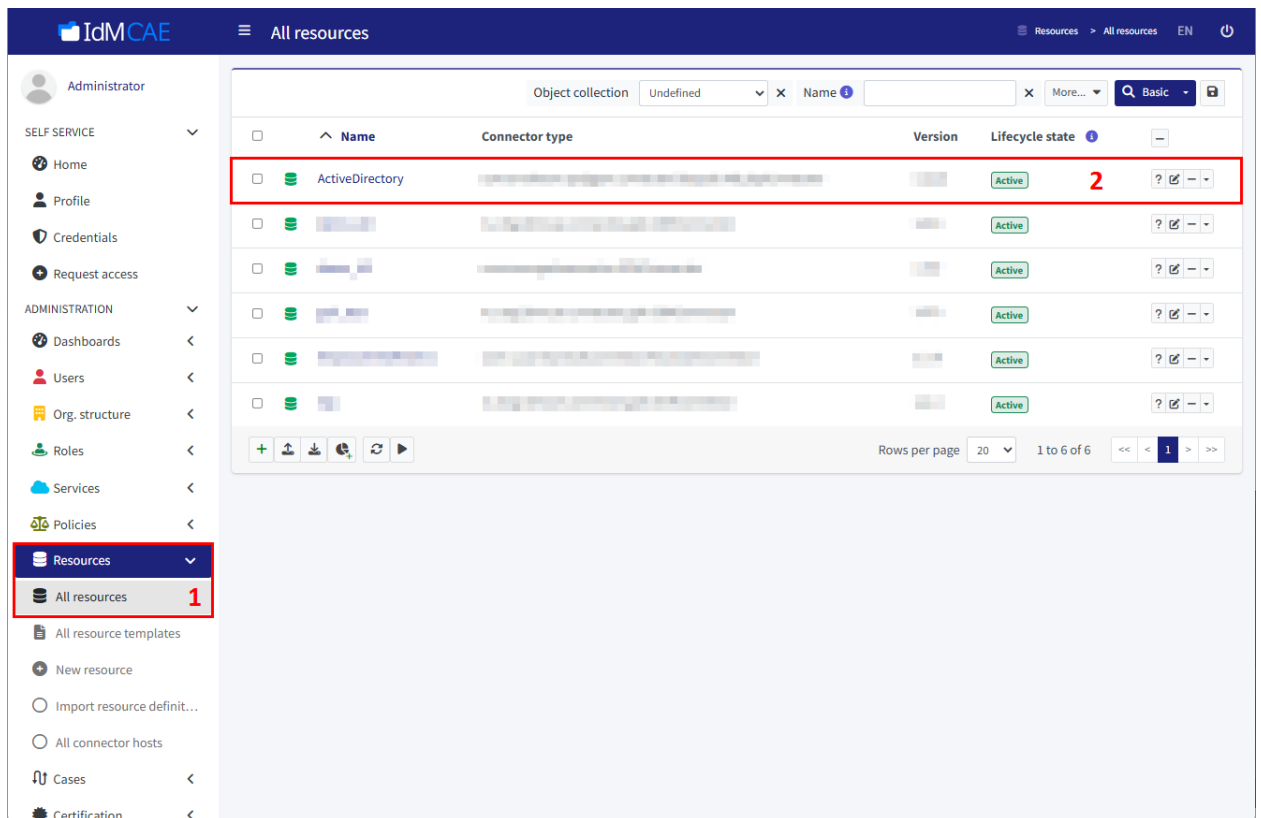 IdMCAE
All resources
Resources > All resources EN
Administrator
SELF SERVICE
Home
Profile
Credentials
Request access
ADMINISTRATION
Dashboards
Users
Org. structure
Roles
Services
Policies
Resources
All resources 1
All resource templates
New resource
Import resource definit...
All connector hosts
Cases
Certification
Object collection Undefined Name More... Basic
Name Connector type Version Lifecycle state
ActiveDirectory Active 2 ?
Active ?
Active ?
Active ?
Active ?
Active ?
Rows per page 20 1 to 6 of 6 << < 1 > >>